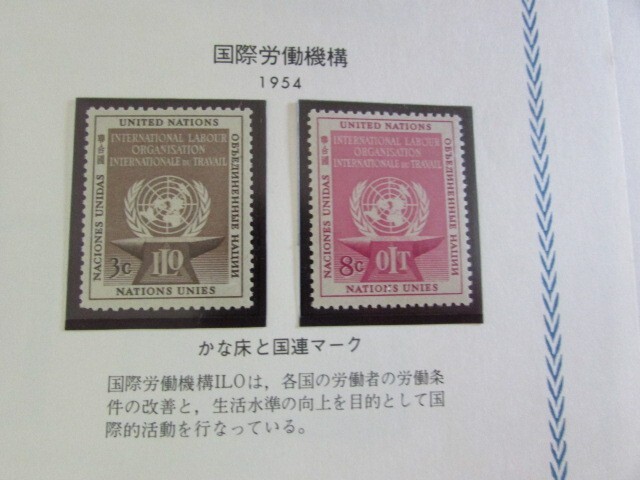 国際労働機構
1954
UNITED NATIONS
INTERNATIONAL LABOUR
ORGANISATION
INTERNATIONALE DU TRAVAIL
NACIONES UNIDAS
ОБЪЕДИНЕННЫЕ НАЦИИ
3c
ILO
NATIONS UNIES
UNITED NATIONS
INTERNATIONAL LABOUR
ORGANISATION
INTERNATIONALE DU TRAVAIL
NACIONES UNIDAS
ОБЪЕДИНЕННЫЕ НАЦИИ
8c
OIT
NATIONS UNIES
かな床と国連マーク
国際労働機構ILOは，各国の労働者の労働条
件の改善と，生活水準の向上を目的として国
際的活動を行なっている。